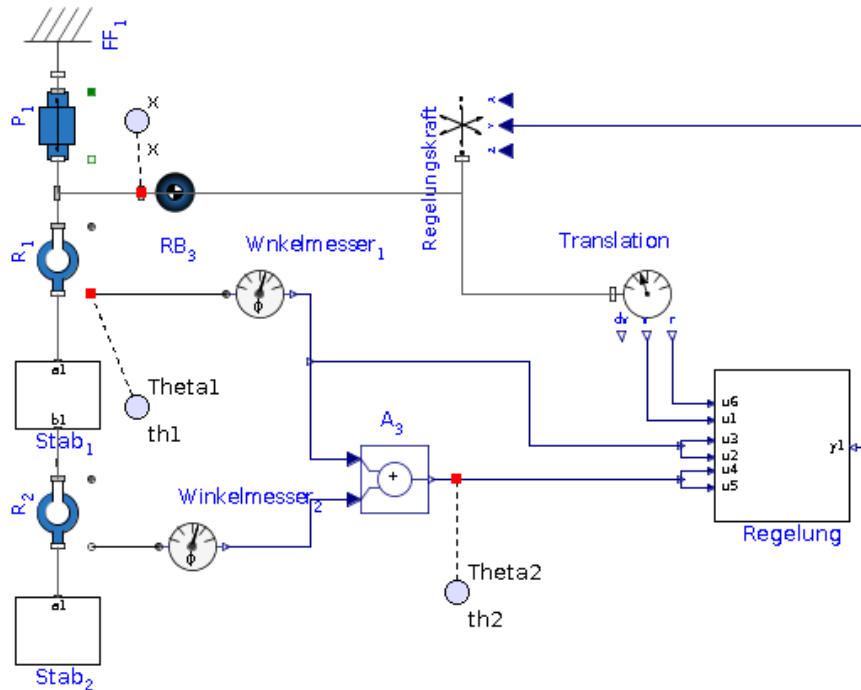 FF1
P1
x
x
Regelungskraft
x
Y
z
R1
RB3
Wnkelmesser1
Translation
ϕ
dv
v
r
a1
b1
Stab1
Theta1
th1
A3
+
u6
u1
u3
u2
u4
u5
y1
Regelung
R2
Winkelmesser2
ϕ
Theta2
th2
a1
Stab2